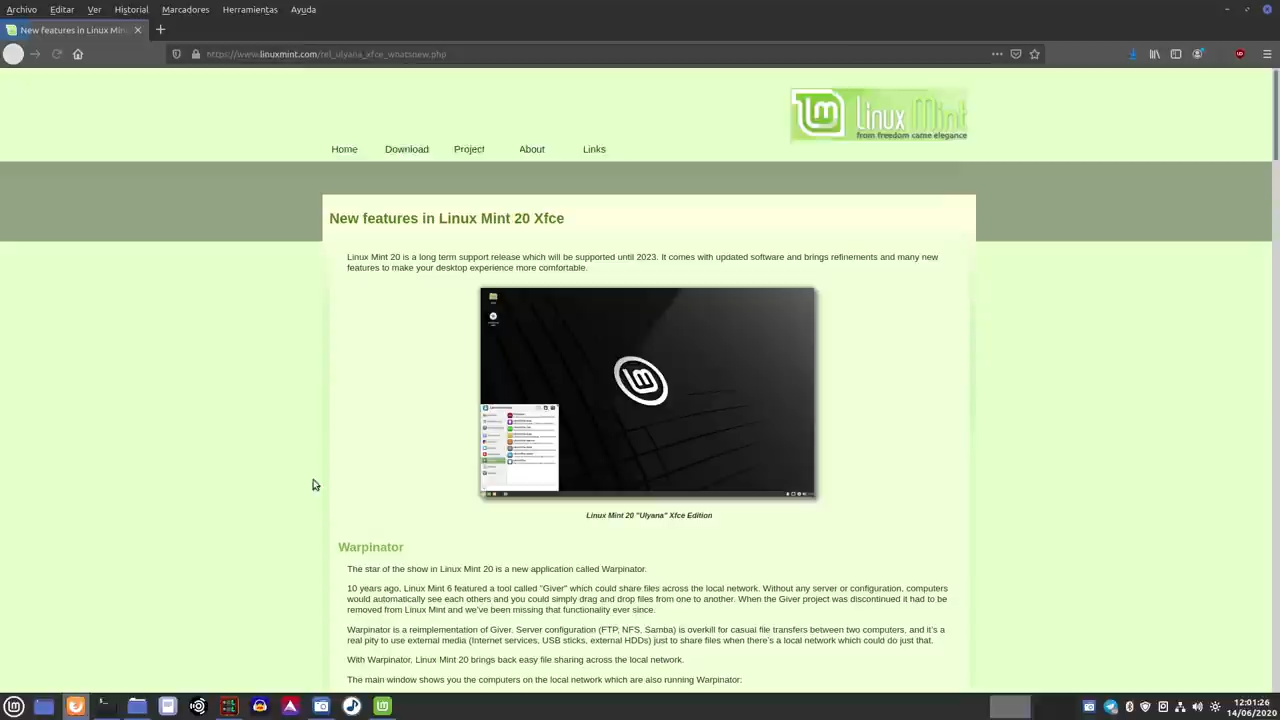 Archivo Editar Ver Historial Marcadores Herramientas Ayuda
New features in Linux Min
https://www.linuxmint.com/rel_ulyana_xfce_whatsnew.php
Linux Mint
from freedom came elegance
Home Download Project About Links
New features in Linux Mint 20 Xfce
Linux Mint 20 is a long term support release which will be supported until 2023. It comes with updated software and brings refinements and many new
features to make your desktop experience more comfortable.
Linux Mint 20 "Ulyana" Xfce Edition
Warpinator
The star of the show in Linux Mint 20 is a new application called Warpinator.
10 years ago, Linux Mint 6 featured a tool called "Giver" which could share files across the local network. Without any server or configuration, computers
would automatically see each others and you could simply drag and drop files from one to another. When the Giver project was discontinued it had to be
removed from Linux Mint and we've been missing that functionality ever since.
Warpinator is a reimplementation of Giver. Server configuration (FTP, NFS, Samba) is overkill for casual file transfers between two computers, and it's a
real pity to use external media (Internet services, USB sticks, external HDDs) just to share files when there's a local network which could do just that.
With Warpinator, Linux Mint 20 brings back easy file sharing across the local network.
The main window shows you the computers on the local network which are also running Warpinator:
12:01:26
14/06/2020